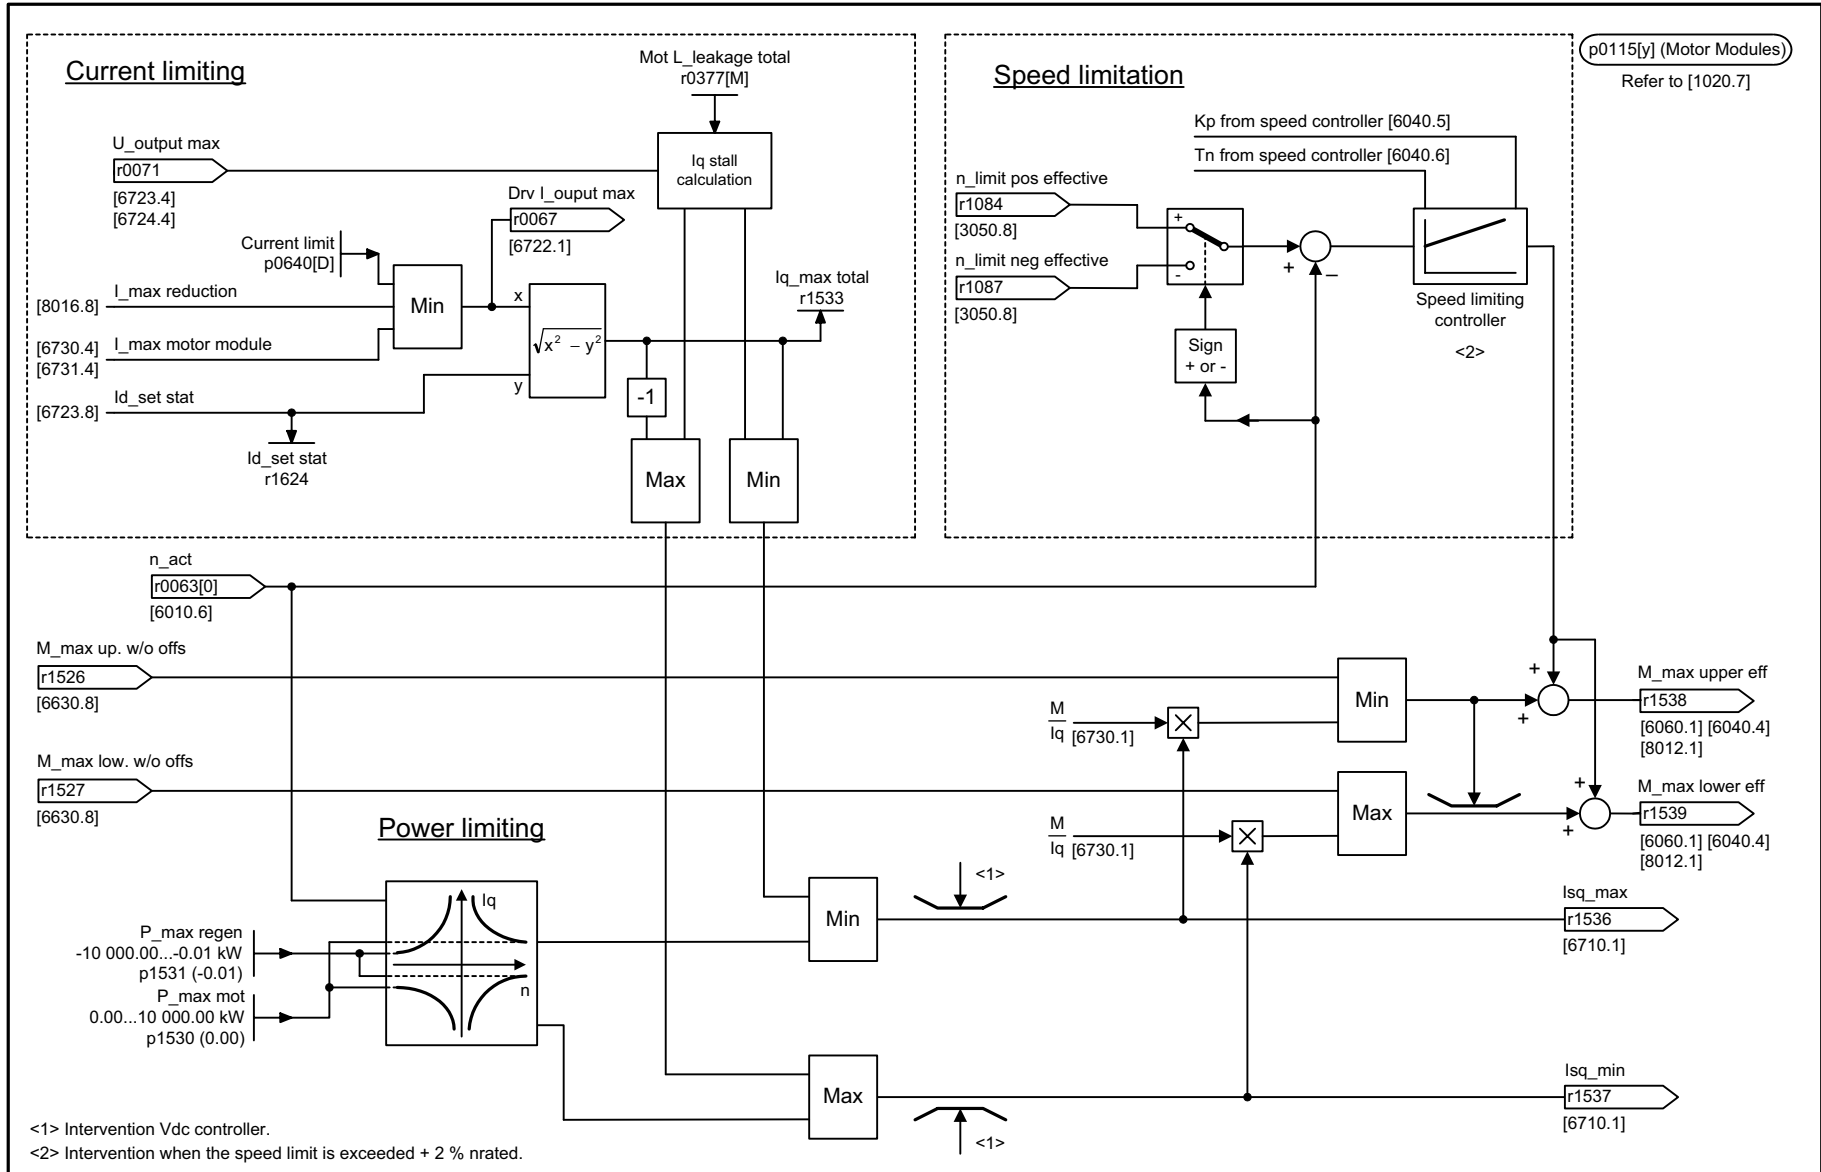 Current limiting
Mot L_leakage total
r0377[M]
U_output max
r0071
[6723.4]
[6724.4]
Iq stall
calculation
Drv I_ouput max
r0067
[6722.1]
Current limit
p0640[D]
I_max reduction
[8016.8]
Min
[6730.4]
I_max motor module
[6731.4]
Id_set stat
[6723.8]
Id_set stat
r1624
x
y
√x² – y²
Iq_max total
r1533
-1
Max
Min
Speed limitation
Kp from speed controller [6040.5]
Tn from speed controller [6040.6]
n_limit pos effective
r1084
[3050.8]
n_limit neg effective
r1087
[3050.8]
+
-
Sign
+ or -
+
–
Speed limiting
controller
<2>
p0115[y] (Motor Modules)
Refer to [1020.7]
n_act
r0063[0]
[6010.6]
M_max up. w/o offs
r1526
[6630.8]
M_max low. w/o offs
r1527
[6630.8]
M
Iq [6730.1]
×
Min
+
+
M_max upper eff
r1538
[6060.1] [6040.4]
[8012.1]
M
Iq [6730.1]
×
Max
+
+
M_max lower eff
r1539
[6060.1] [6040.4]
[8012.1]
Power limiting
Iq
n
P_max regen
-10 000.00...-0.01 kW
p1531 (-0.01)
P_max mot
0.00...10 000.00 kW
p1530 (0.00)
Min
<1>
Isq_max
r1536
[6710.1]
Max
<1>
Isq_min
r1537
[6710.1]
<1> Intervention Vdc controller.
<2> Intervention when the speed limit is exceeded + 2 % nrated.